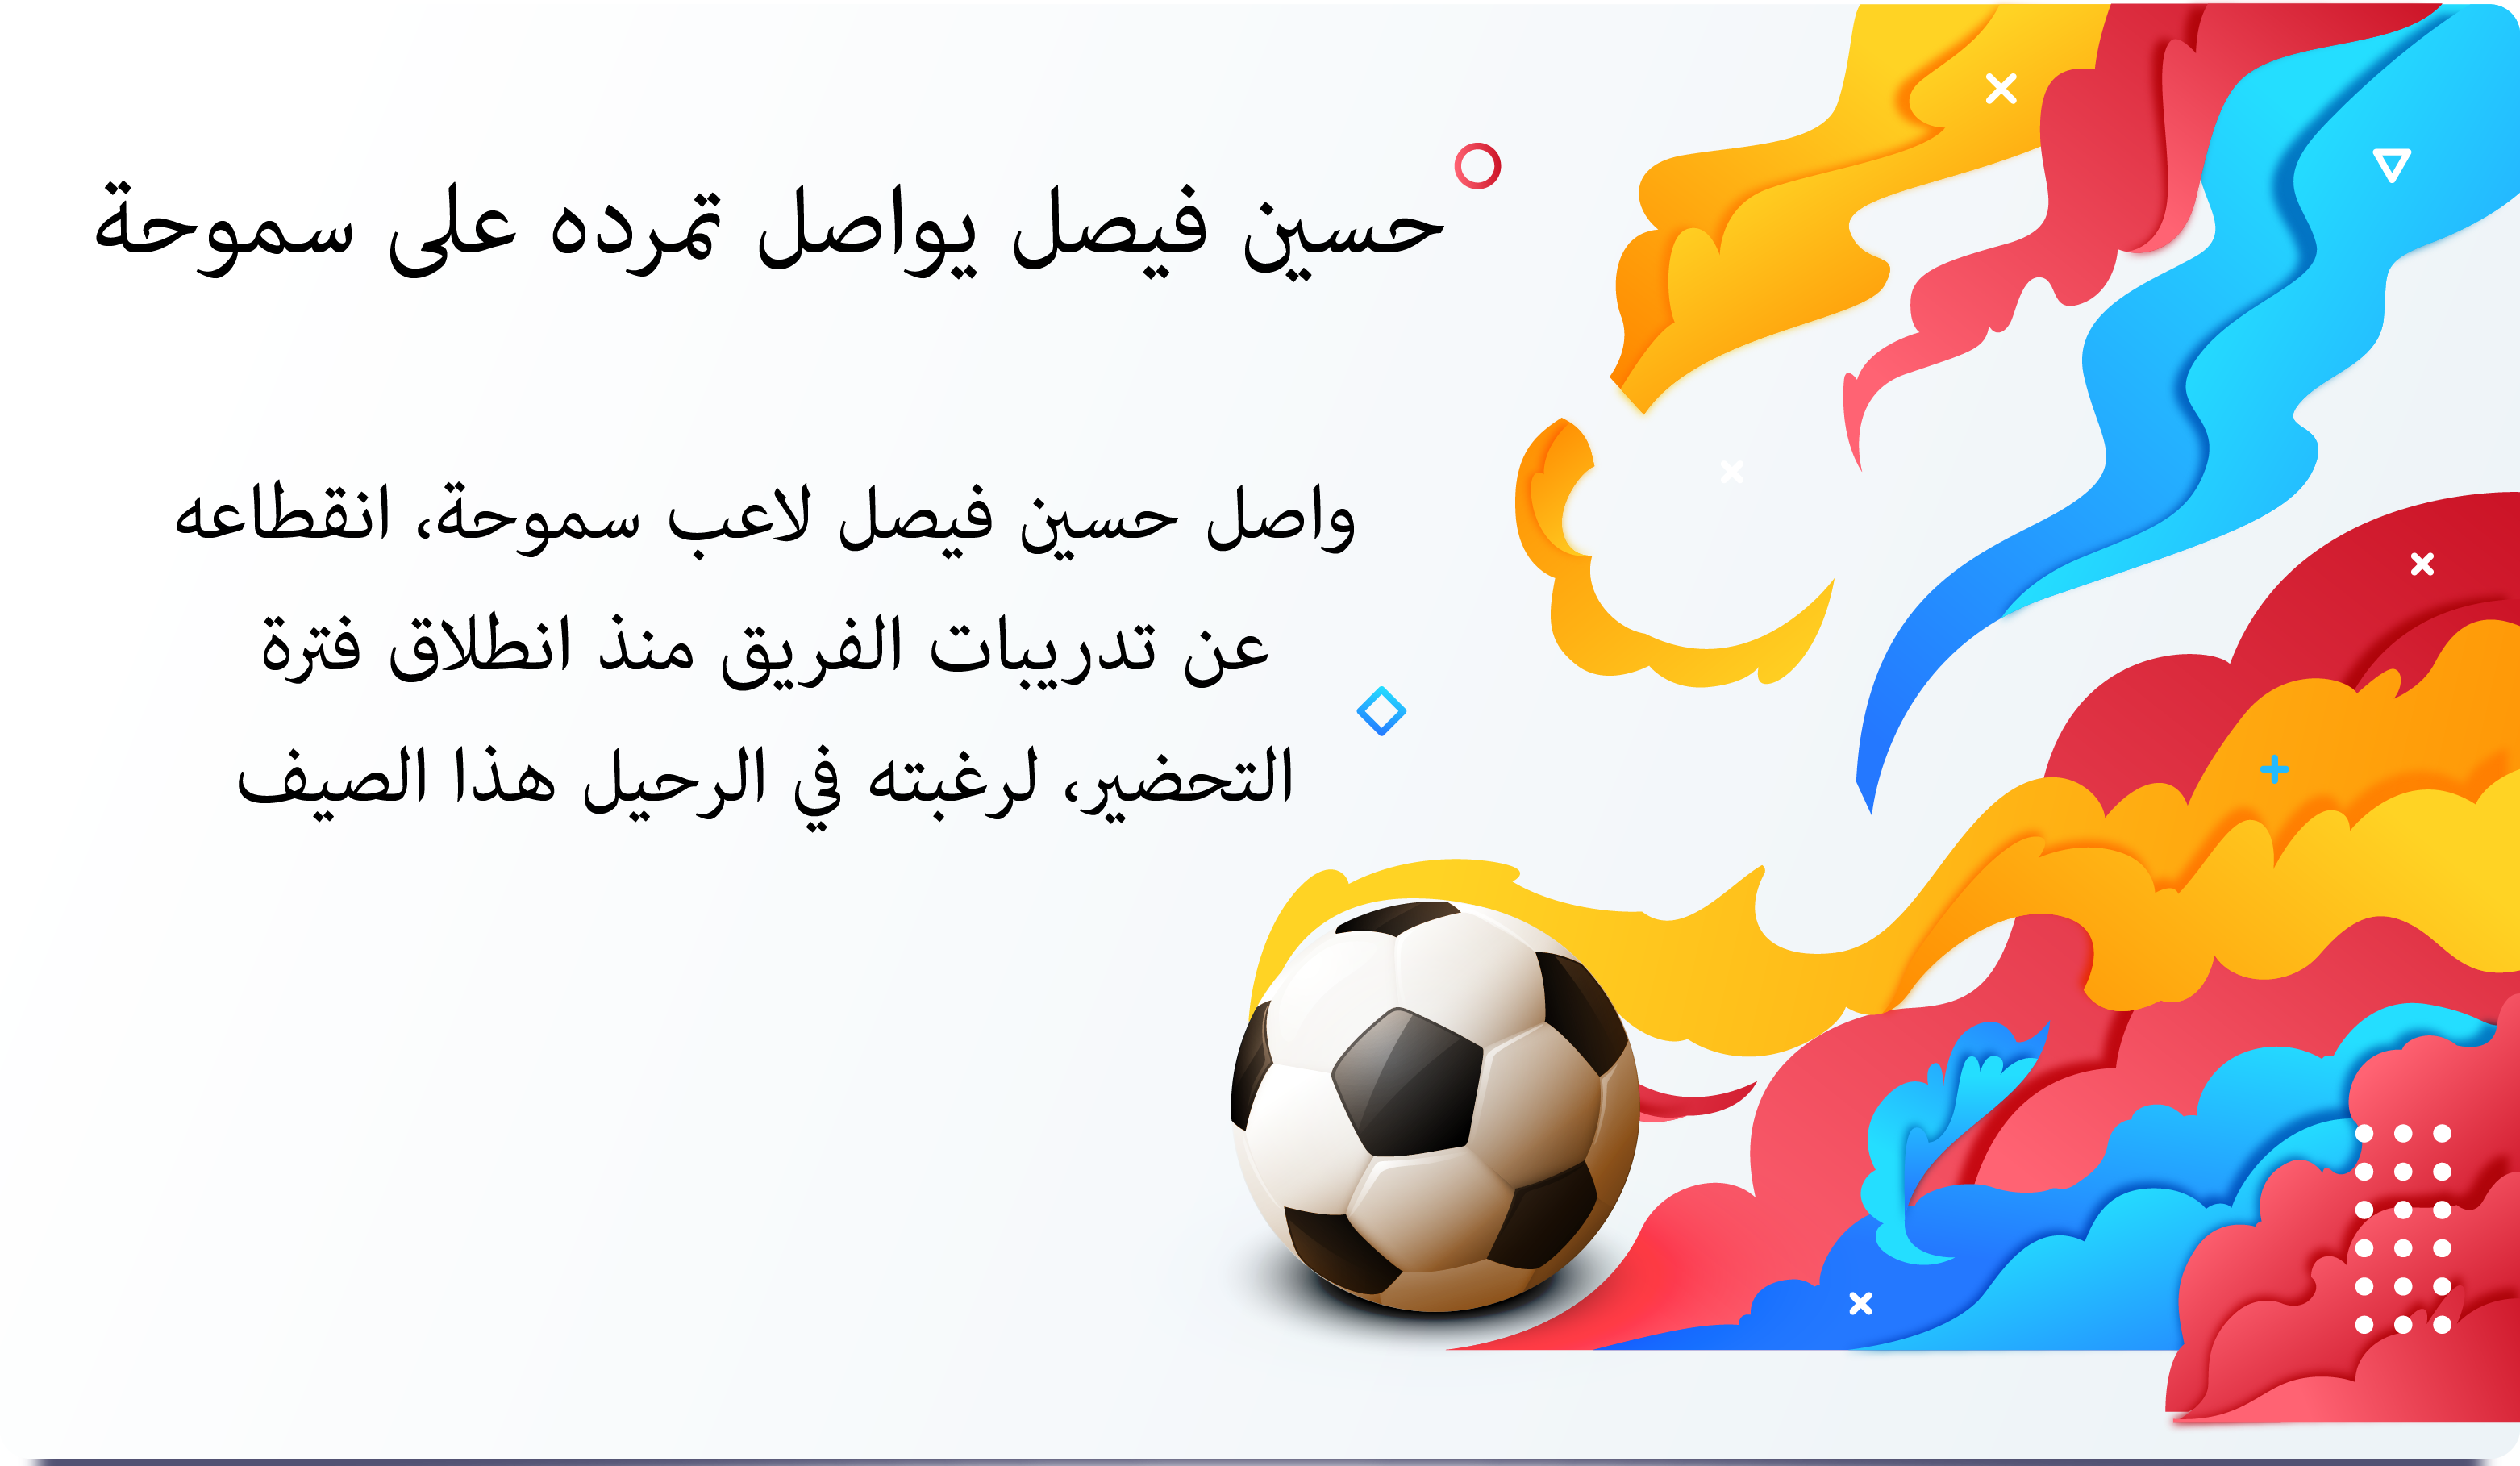 حسين فيصل يواصل تمرده على سموحة
واصل حسين فيصل لاعب سموحة، انقطاعه
عن تدريبات الفريق منذ انطلاق فترة
التحضير، لرغبته في الرحيل هذا الصيف